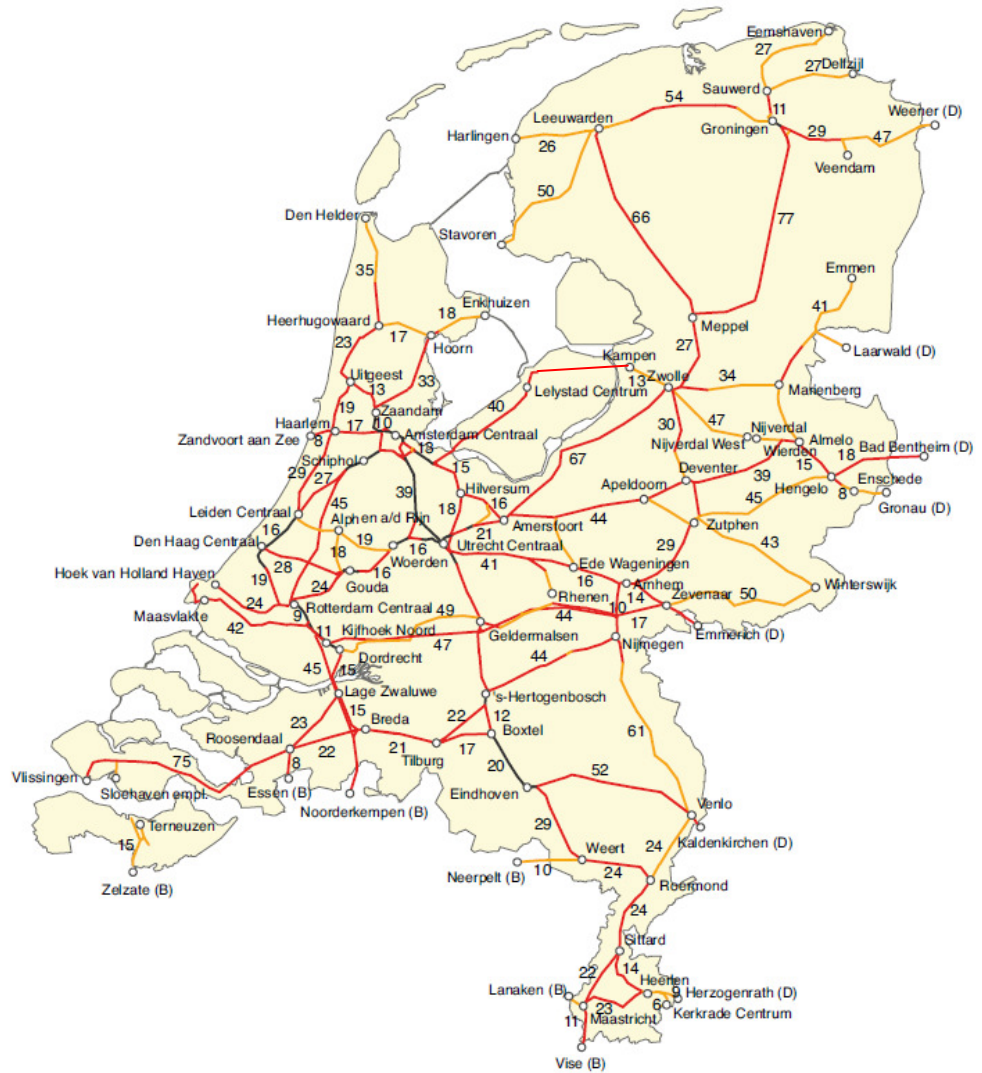 Eemshaven
27
27 Delfzijl
Sauwerd
54
11
Weener (D)
Leeuwarden
Groningen
29
47
Harlingen
26
Veendam
50
Den Helder
66
77
Stavoren
Emmen
35
41
Enkhuizen
18
Heerhugowaard
17
Meppel
23
Hoorn
27
Laarwald (D)
Kampen
Uitgeest
33
13
Zwolle
34
13
Lelystad Centrum
Marienberg
19
40
Zaandam
Haarlem
17
10
30
47
Nijverdal
Zandvoort aan Zee
8
Amsterdam Centraal
Nijverdal West
Almelo
13
Wierden
Bad Bentheim (D)
Schiphol
15
67
15
18
29
27
Deventer
39
Enschede
Hilversum
Apeldoorn
45
Hengelo
8
45
39
18
16
Gronau (D)
Leiden Centraal
Alphen a/d Rijn
Amersfoort
44
Zutphen
16
21
Den Haag Centraal
19
16
Utrecht Centraal
43
28
18
Woerden
41
29
Hoek van Holland Haven
19
24
16
Ede Wageningen
Gouda
16
Arnhem
Winterswijk
24
Rhenen
14
Zevenaar
50
Maasvlakte
9
Rotterdam Centraal
49
44
10
42
11
Kijfhoek Noord
17
47
Geldermalsen
Emmerich (D)
Nijmegen
Dordrecht
45
15
44
Lage Zwaluwe
's-Hertogenbosch
15
22
12
23
Breda
Boxtel
61
Roosendaal
22
21
17
75
8
Tilburg
20
52
Vlissingen
Sloehaven empl.
Essen (B)
Eindhoven
Noorderkempen (B)
Venlo
Terneuzen
29
15
Kaldenkirchen (D)
Weert
24
Zelzate (B)
Neerpelt (B)
10
24
Roermond
24
Sittard
22
14
Heerlen
Lanaken (B)
9
Herzogenrath (D)
11
23
6
Kerkrade Centrum
Maastricht
Vise (B)